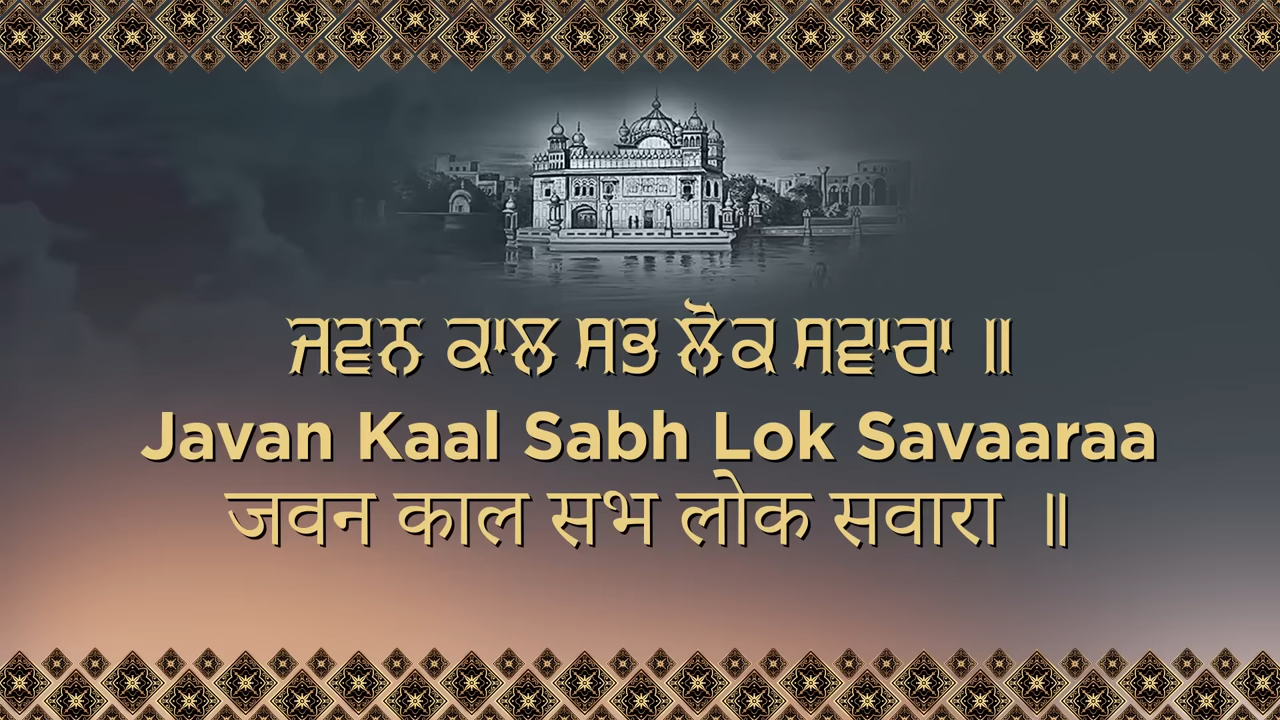 ਜਵਨ ਕਾਲ ਸਭ ਲੋਕ ਸਵਾਰਾ ॥
Javan Kaal Sabh Lok Savaaraa
जवन काल सभ लोक सवारा ॥